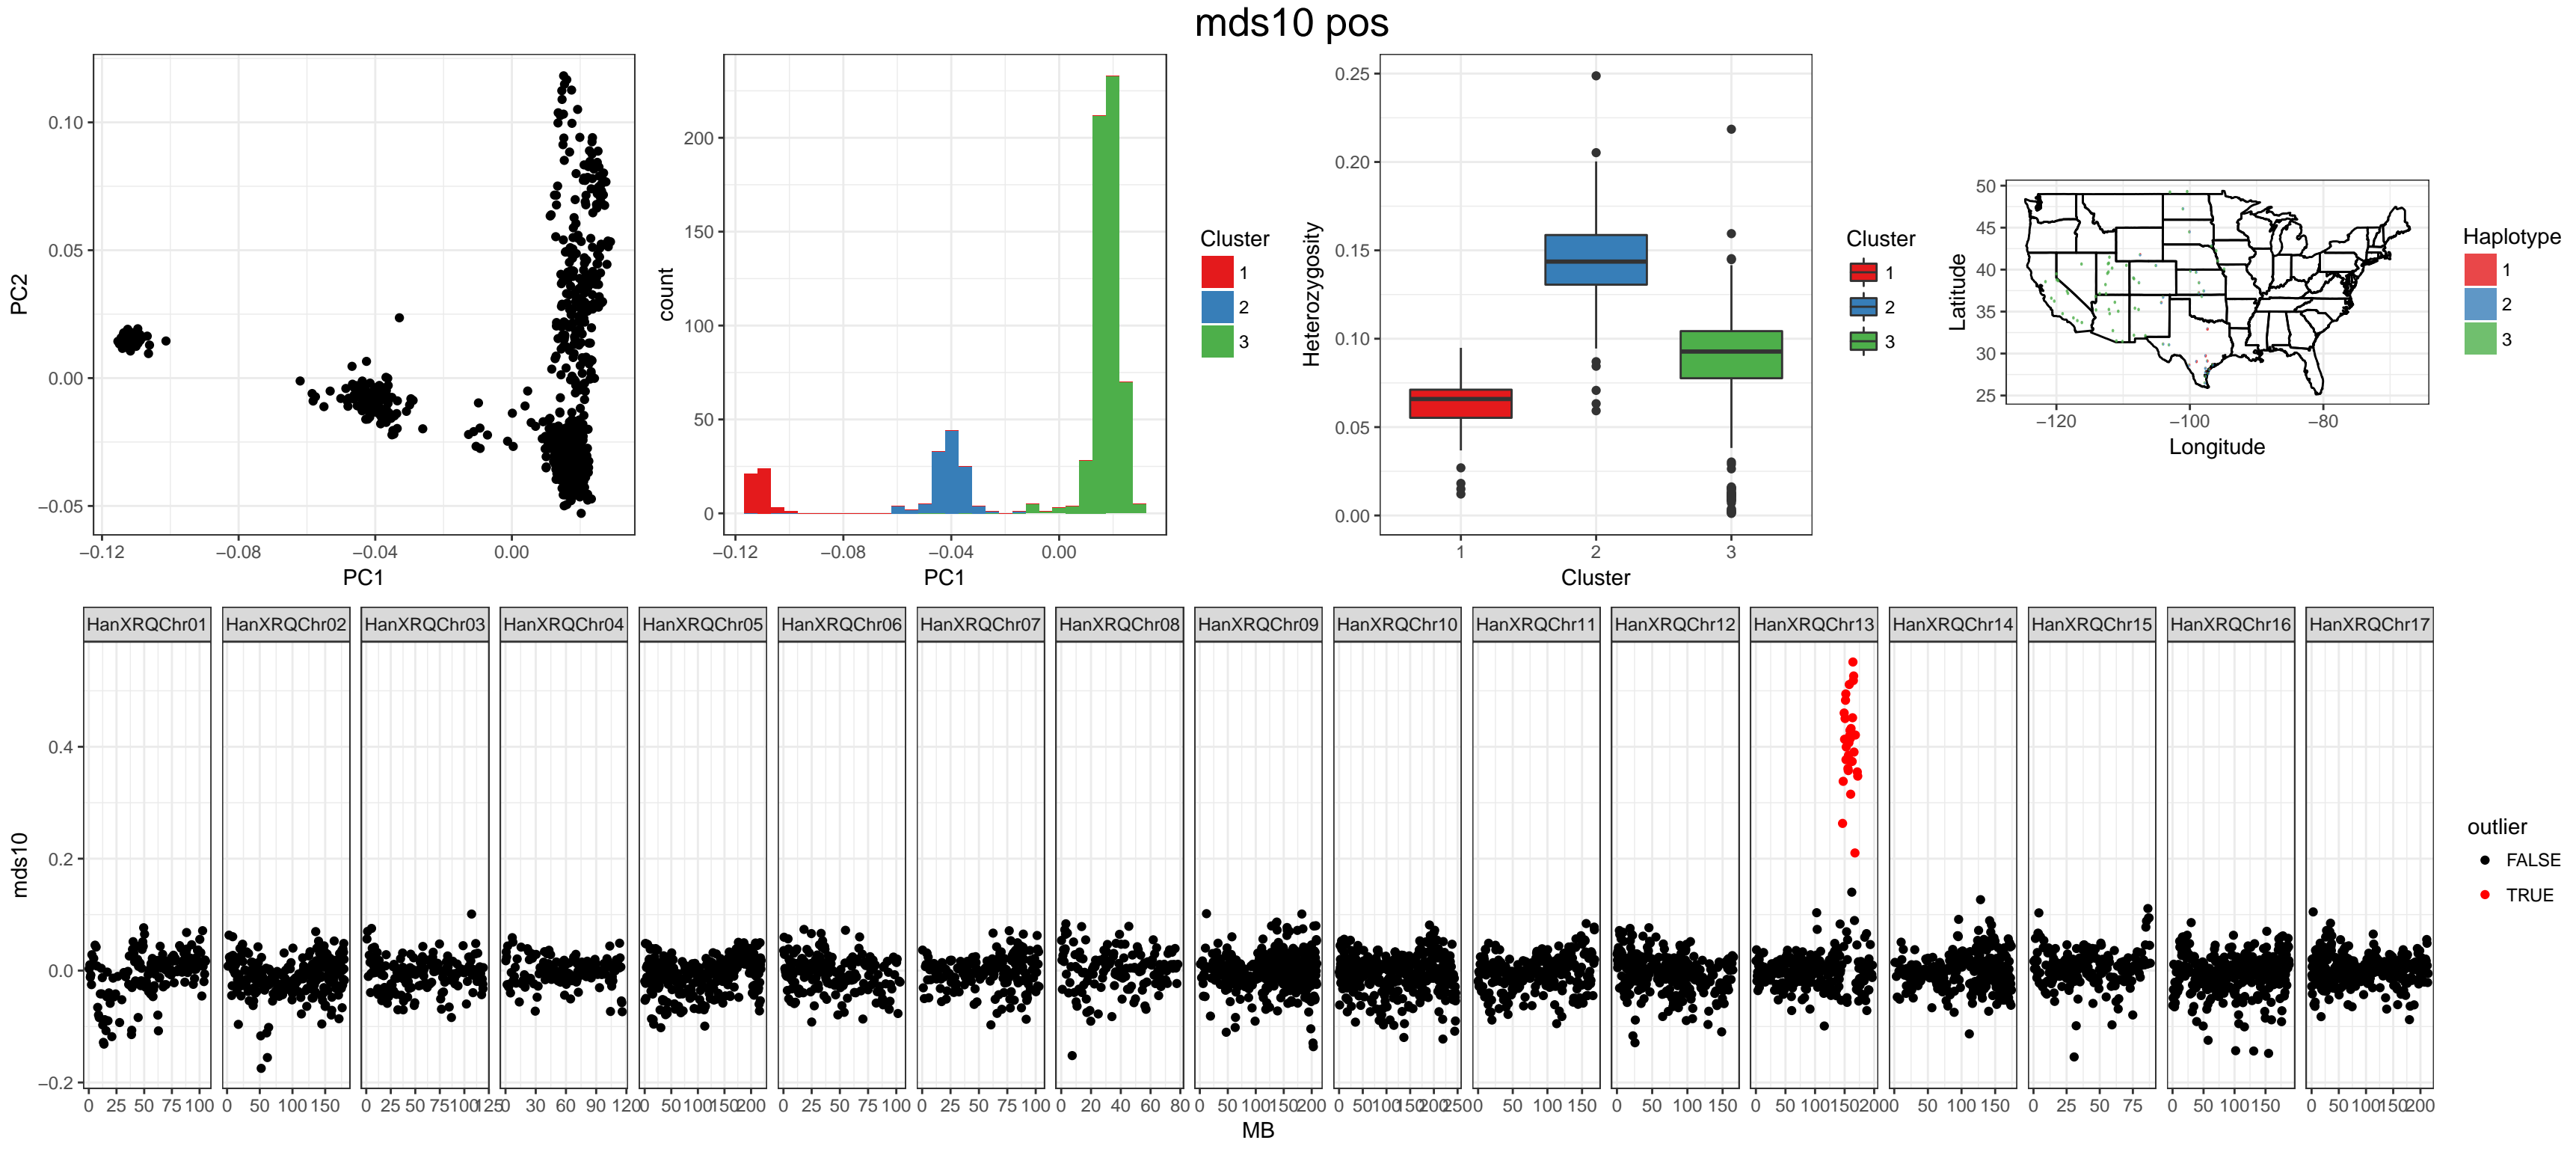 mds10 pos
PC2
0.10
0.05
0.00
−0.05
−0.12 −0.08 −0.04 0.00
PC1
count
200
150
100
50
0
−0.12 −0.08 −0.04 0.00
PC1
Cluster
1
2
3
Heterozygosity
0.25
0.20
0.15
0.10
0.05
0.00
1 2 3
Cluster
Cluster
1
2
3
Latitude
50
45
40
35
30
25
−120 −100 −80
Longitude
Haplotype
1
2
3
HanXRQChr01 HanXRQChr02 HanXRQChr03 HanXRQChr04 HanXRQChr05 HanXRQChr06 HanXRQChr07 HanXRQChr08 HanXRQChr09 HanXRQChr10 HanXRQChr11 HanXRQChr12 HanXRQChr13 HanXRQChr14 HanXRQChr15 HanXRQChr16 HanXRQChr17
mds10
0.4
0.2
0.0
−0.2
0 25 50 75 100 0 50 100 150 0 25 50 75 100 125 0 30 60 90 120 0 50 100 150 200 0 25 50 75 100 0 25 50 75 100 0 20 40 60 80 0 50 100 150 200 0 50 100 150 200 250 0 50 100 150 0 50 100 150 0 50 100 150 200 0 50 100 150 0 25 50 75 0 50 100 150 0 50 100 150 200
MB
outlier
FALSE
TRUE